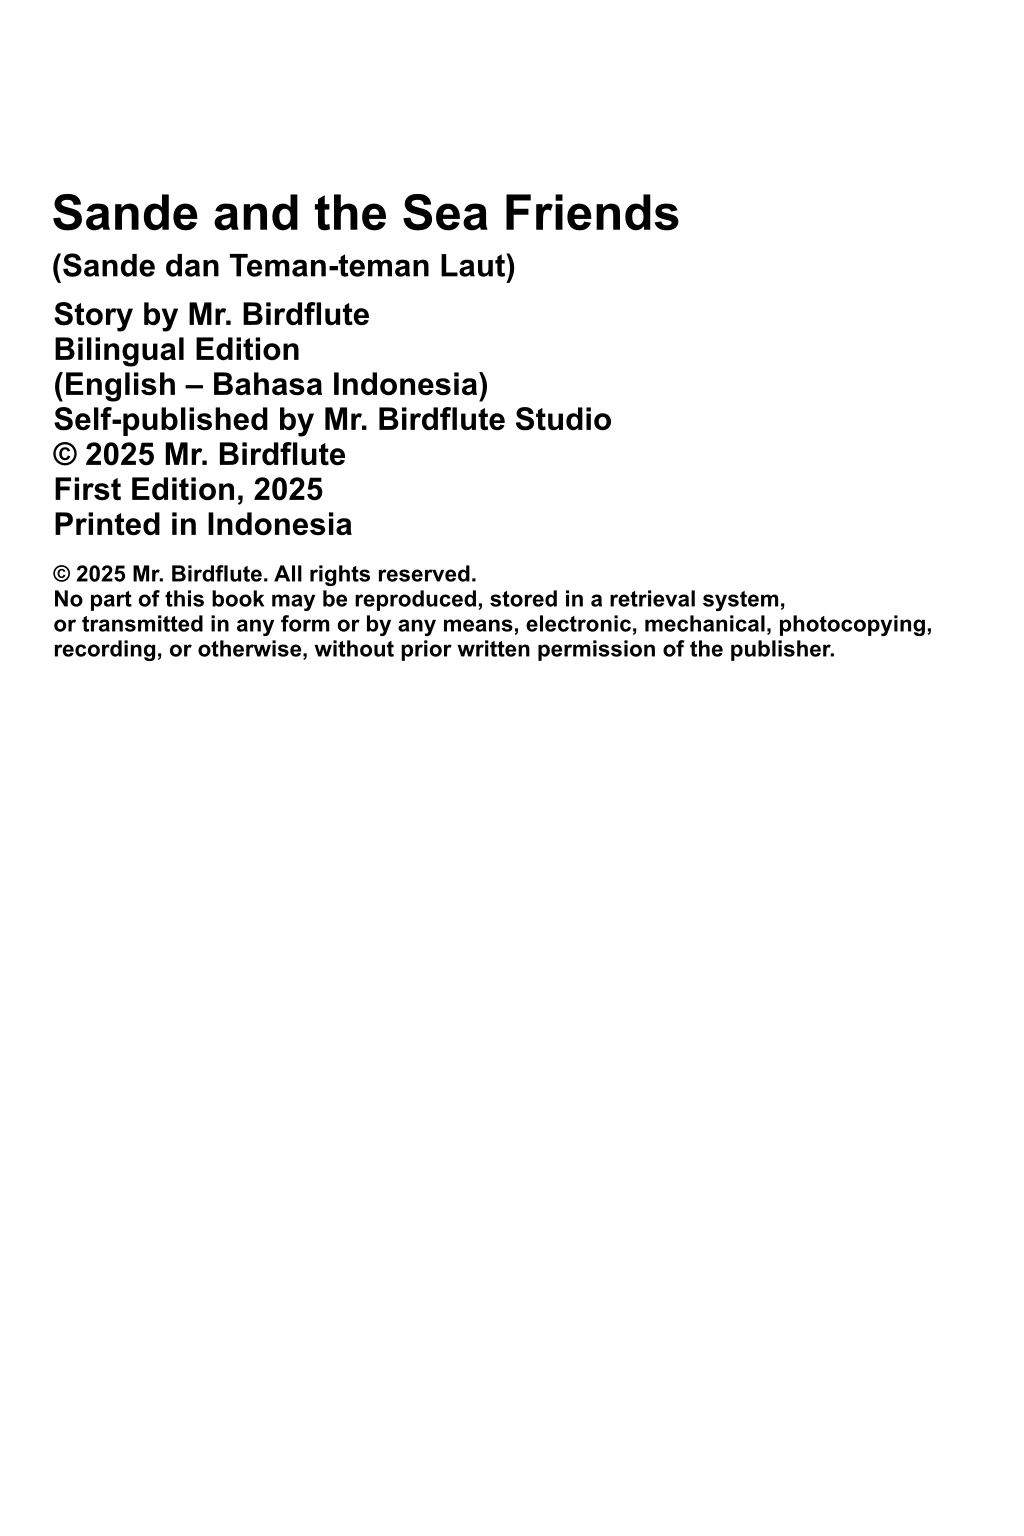 Sande and the Sea Friends
(Sande dan Teman-teman Laut)
Story by Mr. Birdflute
Bilingual Edition
(English – Bahasa Indonesia)
Self-published by Mr. Birdflute Studio
© 2025 Mr. Birdflute
First Edition, 2025
Printed in Indonesia
© 2025 Mr. Birdflute. All rights reserved.
No part of this book may be reproduced, stored in a retrieval system,
or transmitted in any form or by any means, electronic, mechanical, photocopying,
recording, or otherwise, without prior written permission of the publisher.